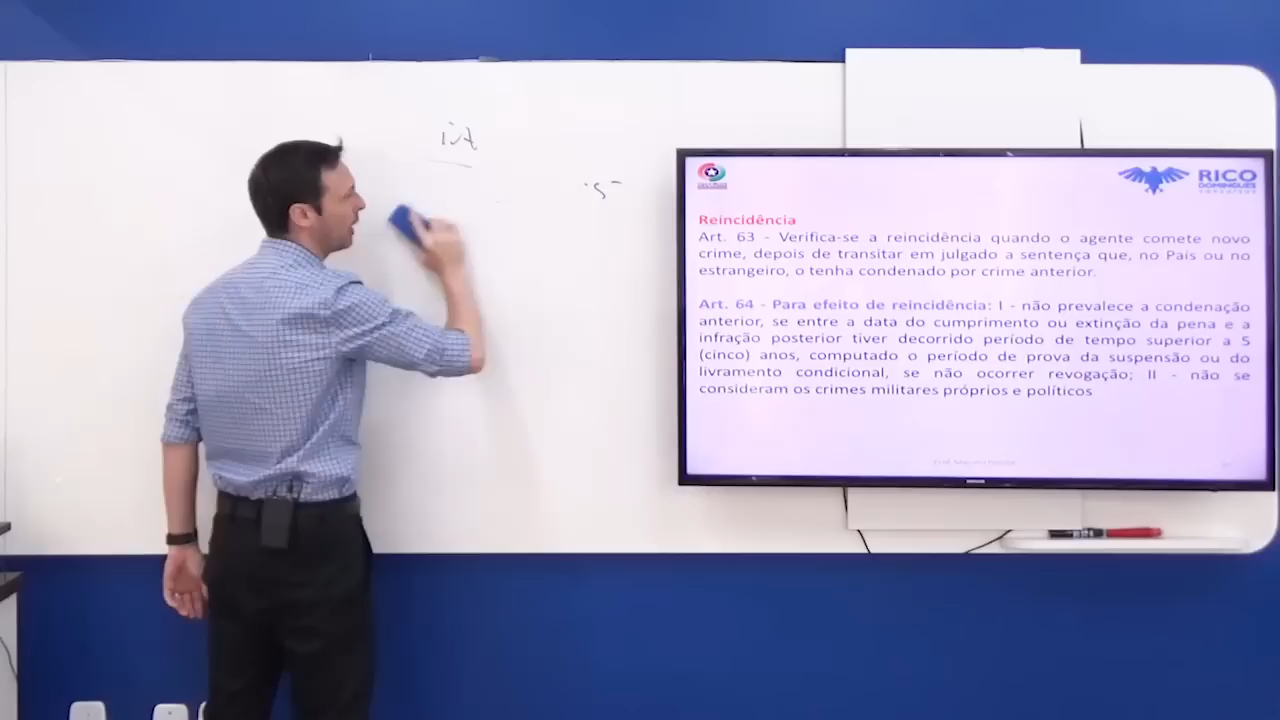 RICO
DOMINGUES
CONCURSOS
Reincidência
Art. 63 - Verifica-se a reincidência quando o agente comete novo
crime, depois de transitar em julgado a sentença que, no País ou no
estrangeiro, o tenha condenado por crime anterior.
Art. 64 - Para efeito de reincidência: I - não prevalece a condenação
anterior, se entre a data do cumprimento ou extinção da pena e a
infração posterior tiver decorrido período de tempo superior a 5
(cinco) anos, computado o período de prova da suspensão ou do
livramento condicional, se não ocorrer revogação; II - não se
consideram os crimes militares próprios e políticos